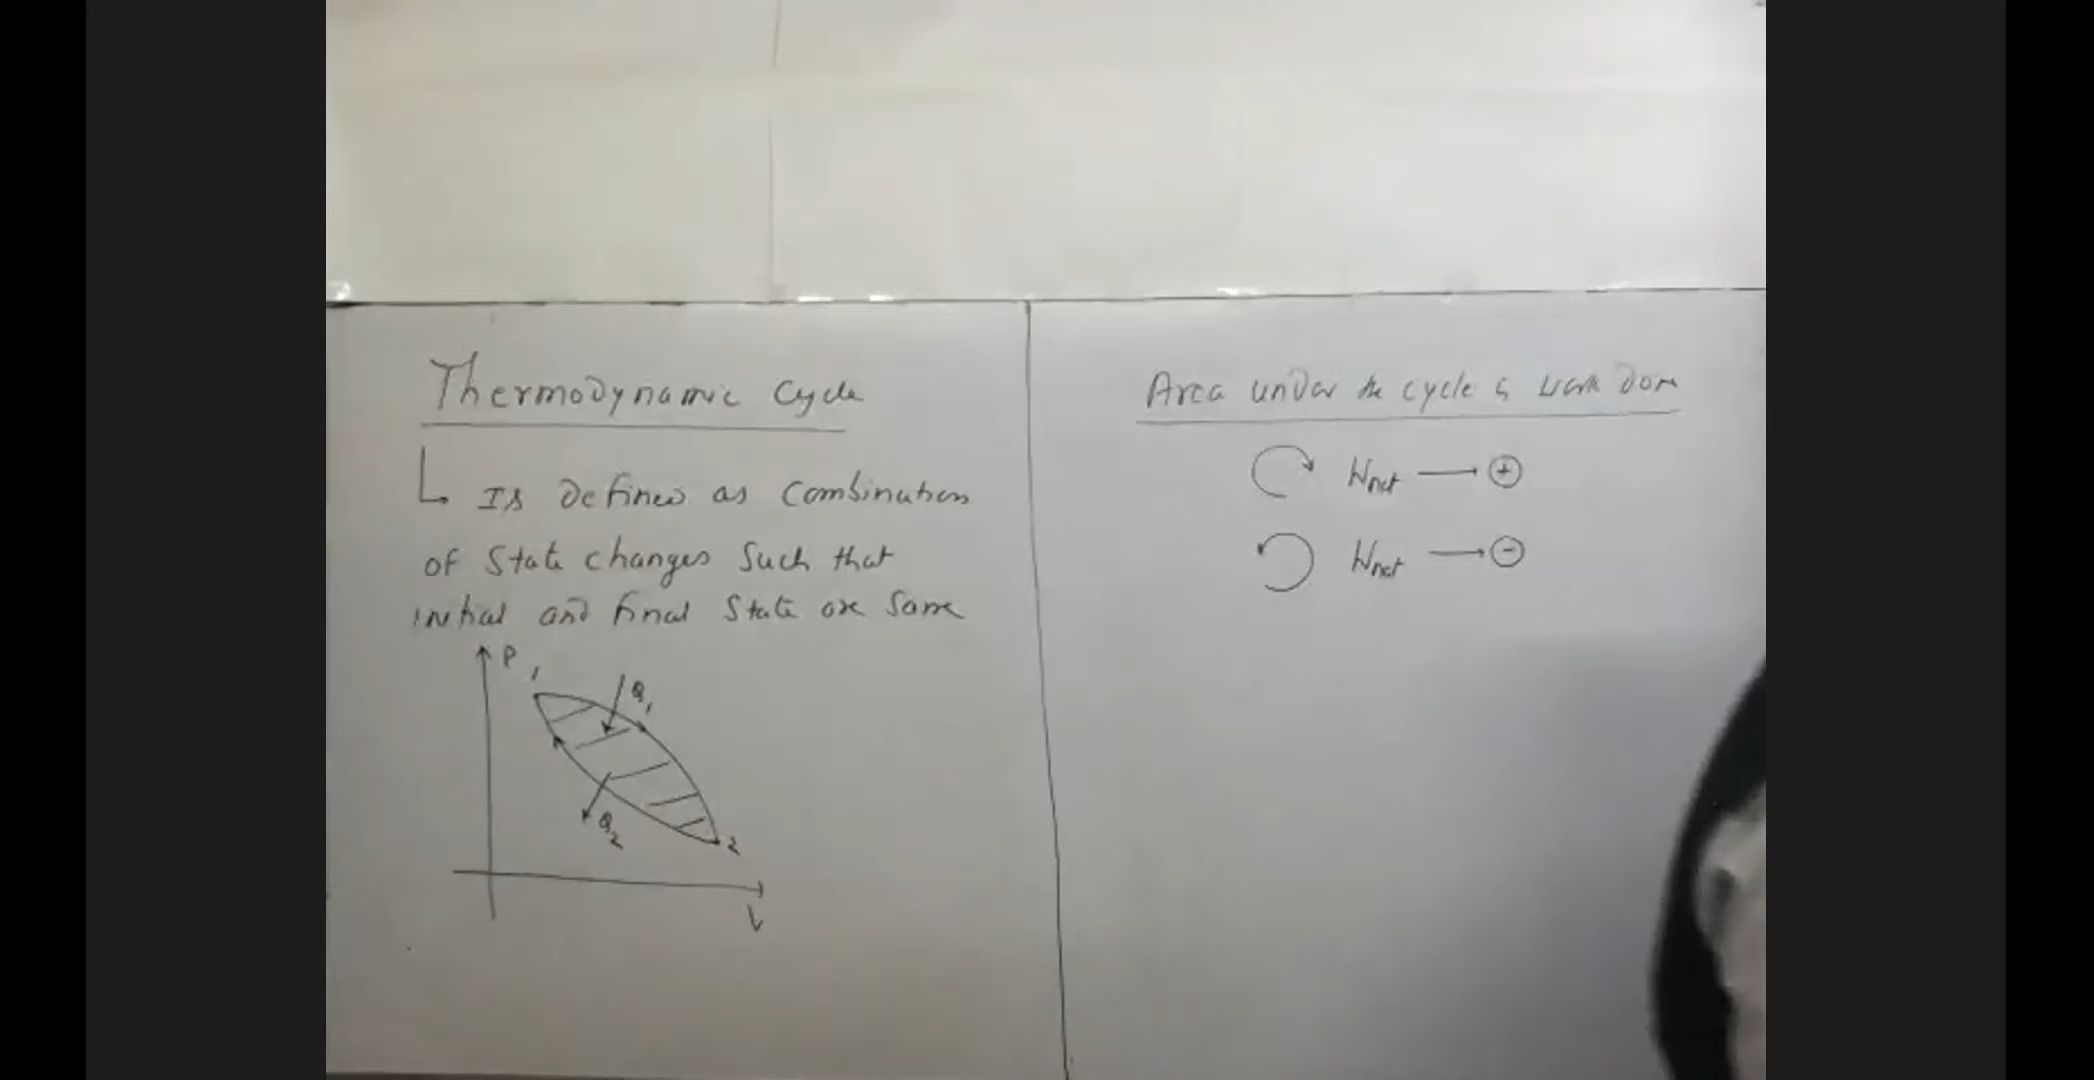 Thermodynamic Cycle
Is defined as combination
of state changes such that
initial and final state are same
P
1
Q1
Q2
2
V
Area under the cycle is work done
Wnet → +
Wnet → -